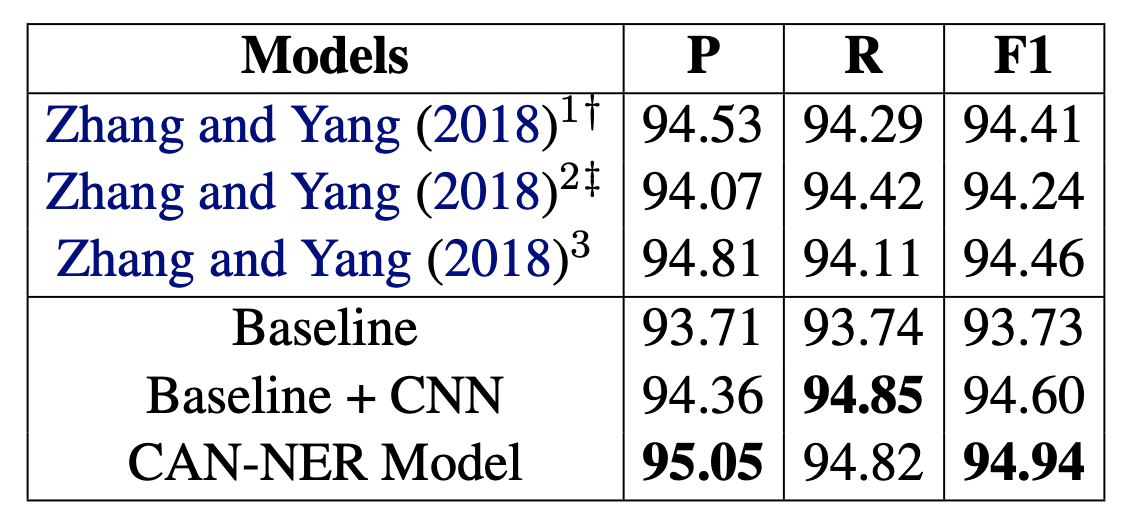 Models P R F1
Zhang and Yang (2018)¹† 94.53 94.29 94.41
Zhang and Yang (2018)²‡ 94.07 94.42 94.24
Zhang and Yang (2018)³ 94.81 94.11 94.46
Baseline 93.71 93.74 93.73
Baseline + CNN 94.36 94.85 94.60
CAN-NER Model 95.05 94.82 94.94